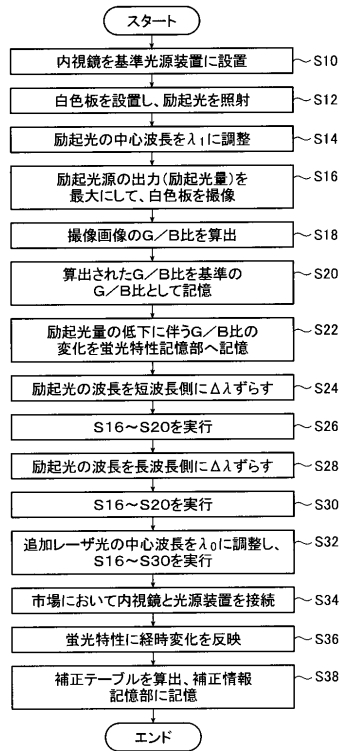 スタート
内視鏡を基準光源装置に設置 S10
白色板を設置し、励起光を照射 S12
励起光の中心波長をλ1に調整 S14
励起光源の出力(励起光量)を
最大にして、白色板を撮像 S16
撮像画像のG/B比を算出 S18
算出されたG/B比を基準の
G/B比として記憶 S20
励起光量の低下に伴うG/B比の
変化を蛍光特性記憶部へ記憶 S22
励起光の波長を短波長側にΔλずらす S24
S16~S20を実行 S26
励起光の波長を長波長側にΔλずらす S28
S16~S20を実行 S30
追加レーザ光の中心波長をλ0に調整し、
S16~S30を実行 S32
市場において内視鏡と光源装置を接続 S34
蛍光特性に経時変化を反映 S36
補正テーブルを算出、補正情報
記憶部に記憶 S38
エンド